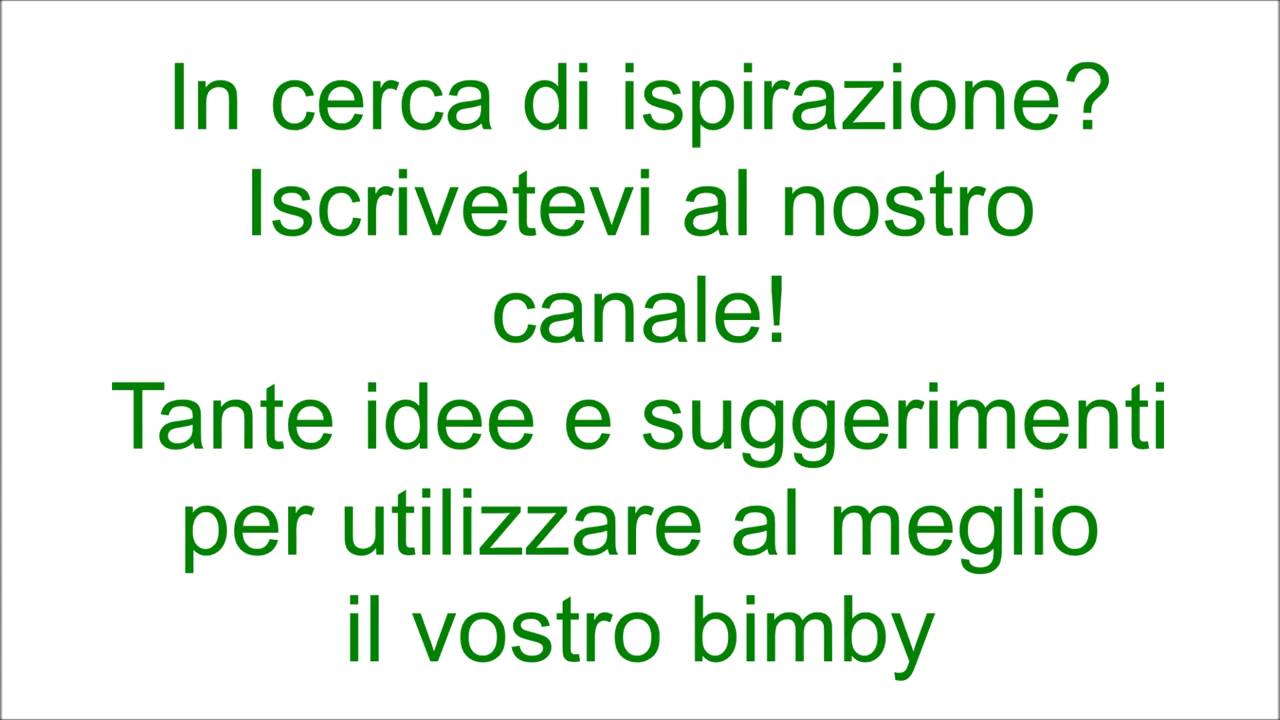 In cerca di ispirazione?
Iscrivetevi al nostro
canale!
Tante idee e suggerimenti
per utilizzare al meglio
il vostro bimby